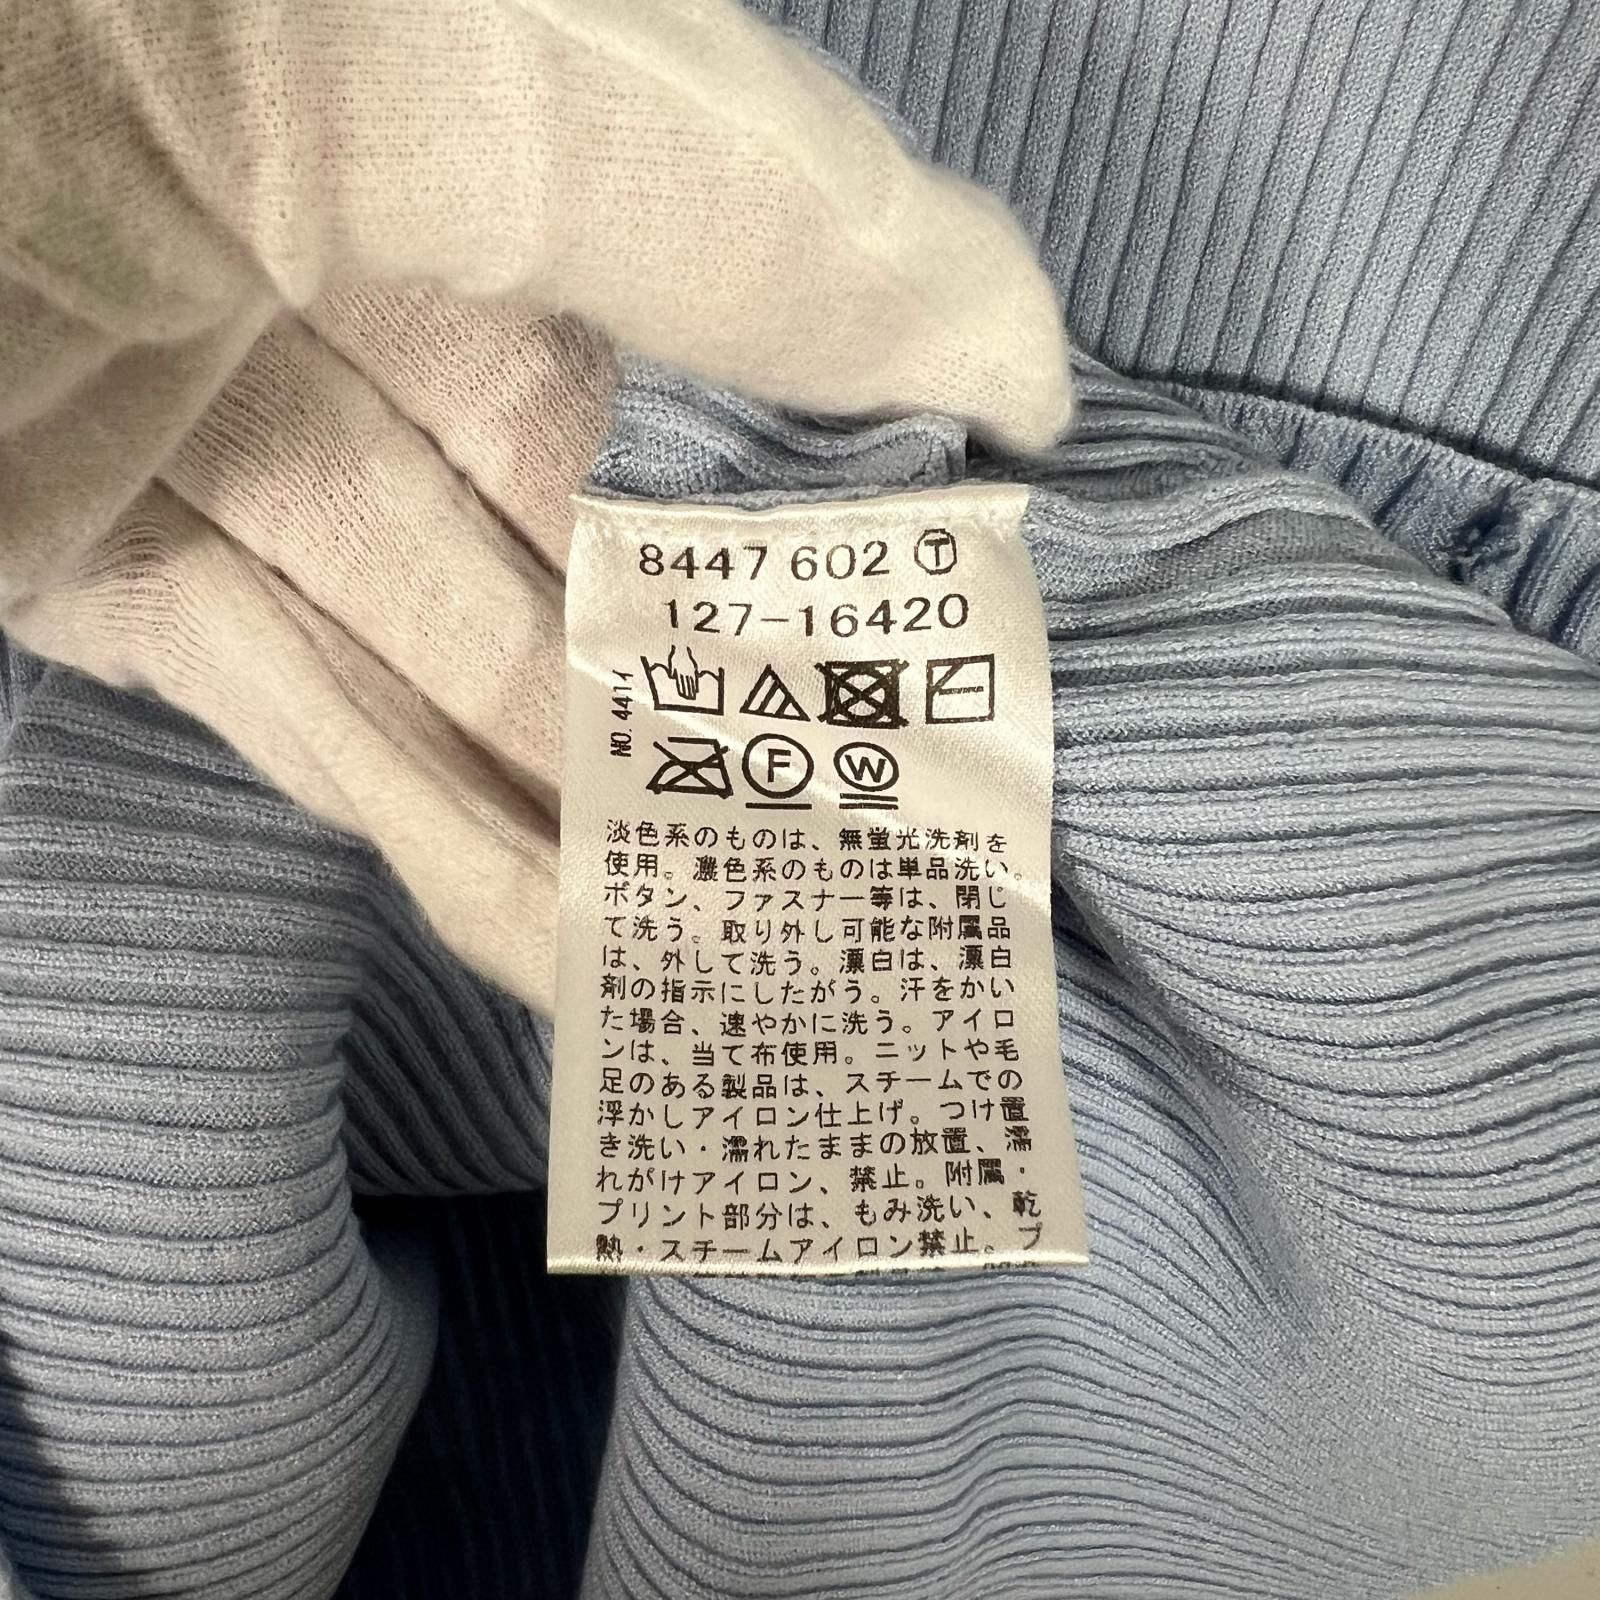 8447 602 Ⓣ
127-16420
NO. 4414
F
W
淡色系のものは、無蛍光洗剤を
使用。濃色系のものは単品洗い。
ボタン、ファスナー等は、閉じ
て洗う。取り外し可能な附属品
は、外して洗う。漂白は、漂白
剤の指示にしたがう。汗をかい
た場合、速やかに洗う。アイロ
ンは、当て布使用。ニットや毛
足のある製品は、スチームでの
浮かしアイロン仕上げ。つけ置
き洗い・濡れたままの放置、濡
れがけアイロン、禁止。附属・
プリント部分は、もみ洗い、乾
熱・スチームアイロン禁止。プ